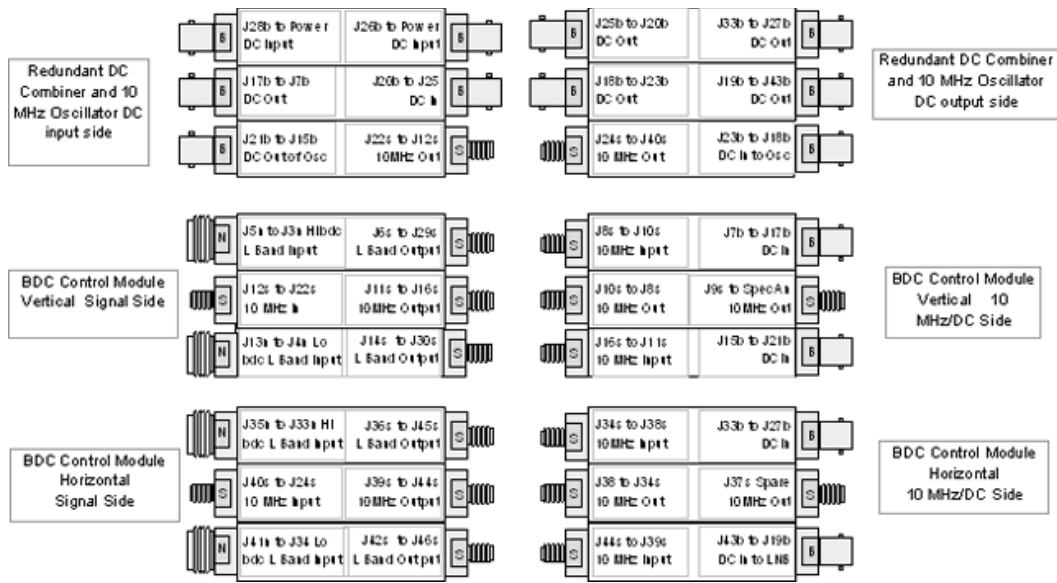 Redundant DC
Combiner and 10
MHz Oscillator DC
input side
B
J28b to Power
DC Input
J26b to Power
DC Input
B
B
J17b to J7b
DC Out
J20b to J25
DC In
B
B
J21b to J15b
DC Out of Osc
J22s to J12s
10MHz Out
S
B
J25b to J20b
DC Out
J33b to J27b
DC Out
B
B
J18b to J23b
DC Out
J19b to J43b
DC Out
B
S
J24s to J40s
10 MHz Out
J23b to J18b
DC In to Osc
B
Redundant DC Combiner
and 10 MHz Oscillator
DC output side
BDC Control Module
Vertical Signal Side
N
J5n to J3n HIbdc
L Band Input
J6s to J29s
L Band Output
S
S
J12s to J22s
10 MHz In
J11s to J16s
10MHz Output
S
N
J13n to J4n Lo
bdc L Band Input
J14s to J30s
L Band Output
S
S
J8s to J10s
10MHz Input
J7b to J17b
DC In
B
S
J10s to J8s
10MHz Out
J9s to SpecAn
10MHz Out
S
S
J16s to J11s
10 MHz Input
J15b to J21b
DC In
B
BDC Control Module
Vertical 10
MHz/DC Side
BDC Control Module
Horizontal
Signal Side
N
J35n to J33n HI
bdc L Band Input
J36s to J45s
L Band Output
S
S
J40s to J24s
10 MHz Input
J39s to J44s
10 MHz Output
S
N
J41n to J34 Lo
bdc L Band Input
J42s to J46s
L Band Output
S
S
J34s to J38s
10MHz Input
J33b to J27b
DC In
B
S
J38 to J34s
10 MHz Out
J37s Spare
10MHz Out
S
S
J44s to J39s
10MHz Input
J43b to J19b
DC In to LNB
B
BDC Control Module
Horizontal
10 MHz/DC Side